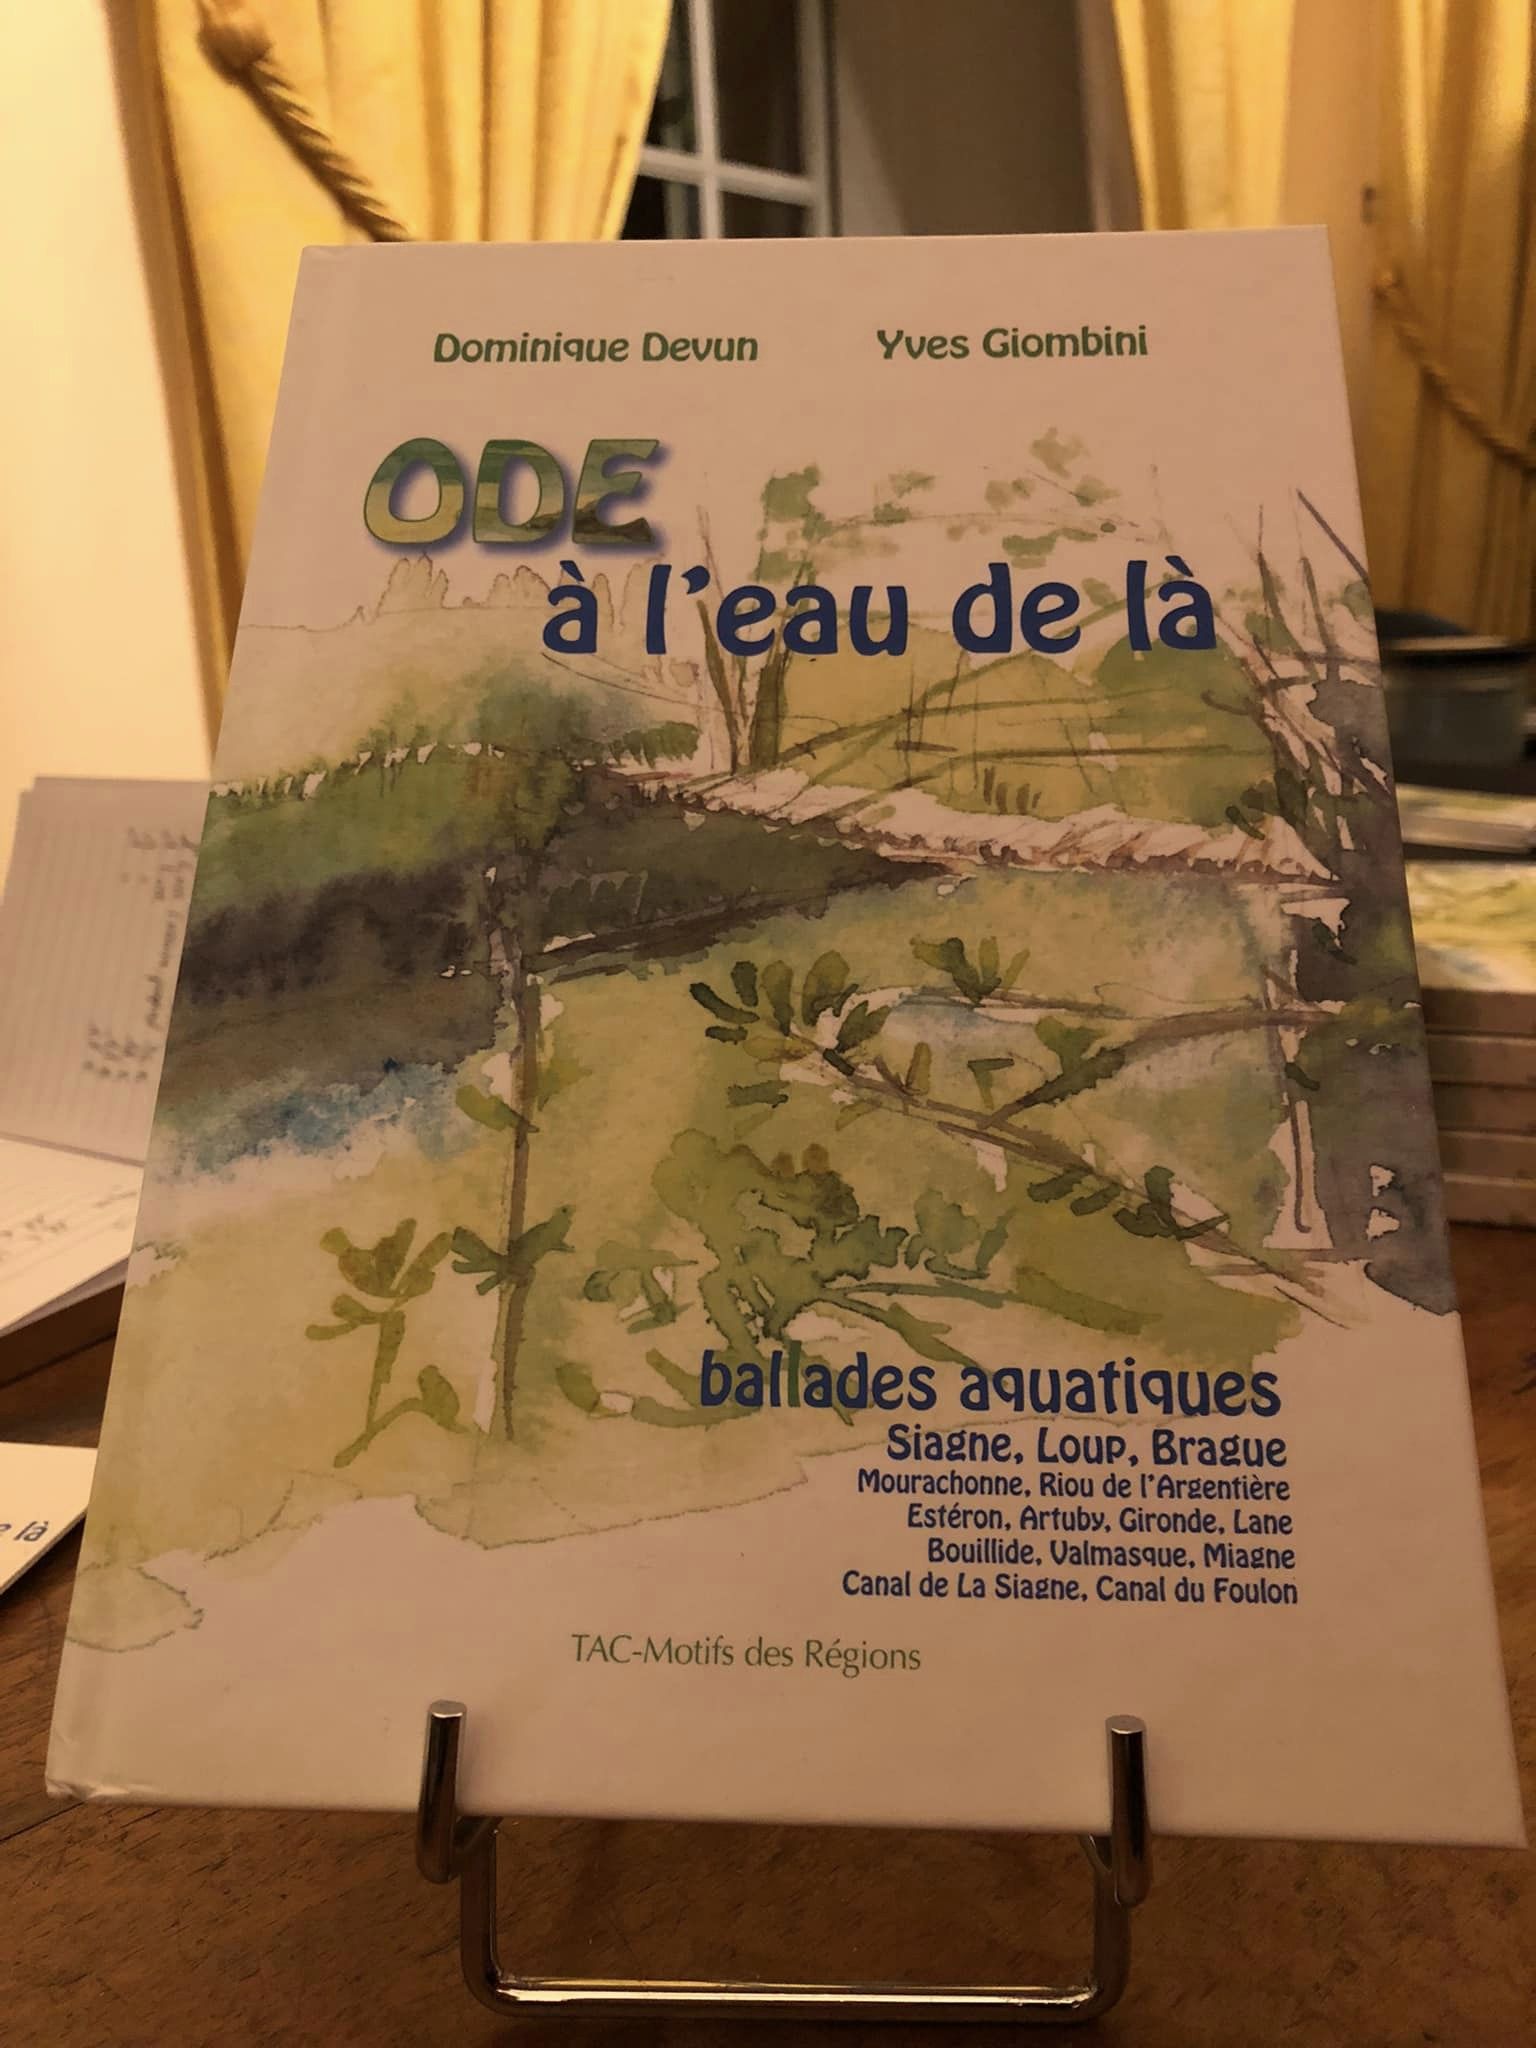 Dominique Devun Yves Giombini
ODE
à l'eau de là
ballades aquatiques
Siagne, Loup, Brague
Mourachonne, Riou de l'Argentière
Estéron, Artuby, Gironde, Lane
Bouillide, Valmasque, Miagne
Canal de La Siagne, Canal du Foulon
TAC-Motifs des Régions
là